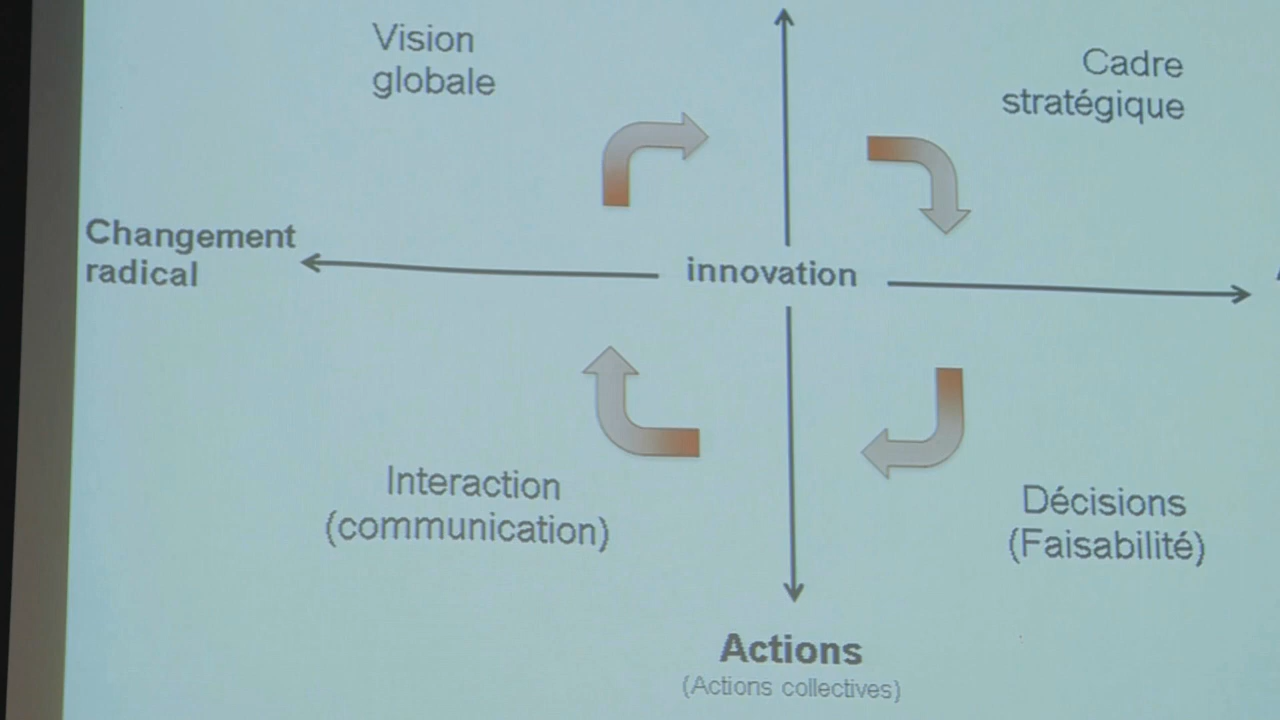 Vision
globale
Cadre
stratégique
Changement
radical
innovation
Interaction
(communication)
Décisions
(Faisabilité)
Actions
(Actions collectives)